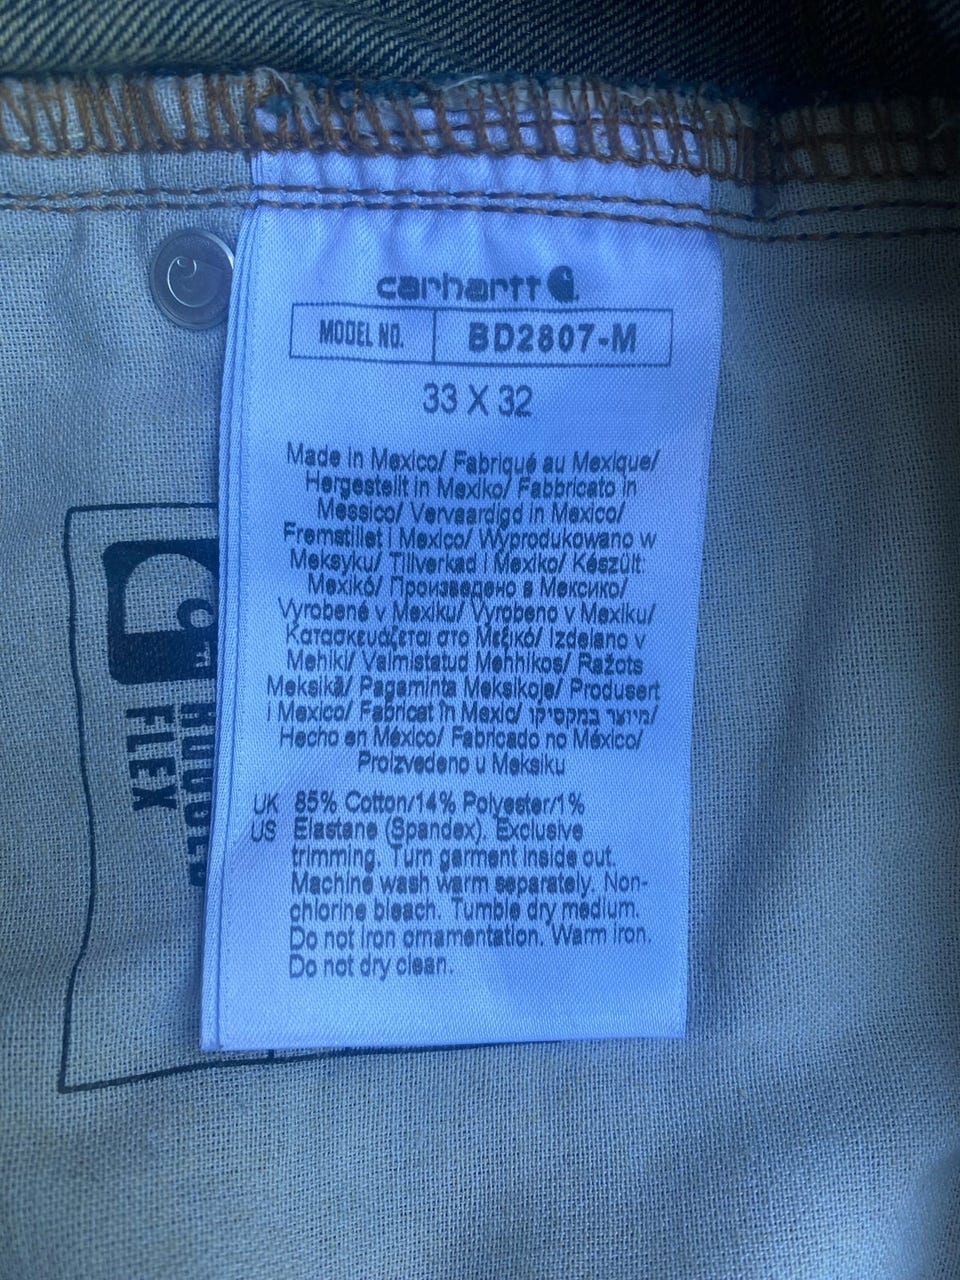 carhartt
MODEL NO. BD2807-M
33 X 32
Made in Mexico/ Fabriqué au Mexique/
Hergestellt in Mexiko/ Fabbricato in
Messico/ Vervaardigd in Mexico/
Fremstillet i Mexico/ Wyprodukowano w
Meksyku/ Tillverkad i Mexiko/ Készült:
Mexikó/ Произведено в Мексико/
Vyrobené v Mexiku/ Vyrobeno v Mexiku/
Κατασκευάζεται στο Μεξικό/ Izdelano v
Mehiki/ Valmistatud Mehhikos/ Ražots
Meksikā/ Pagaminta Meksikoje/ Produsert
i Mexico/ Fabricat în Mexic/ מיוצר במקסיקו/
Hecho en México/ Fabricado no México/
Proizvedeno u Meksiku
UK 85% Cotton/14% Polyester/1%
US Elastane (Spandex). Exclusive
trimming. Turn garment inside out.
Machine wash warm separately. Non-
chlorine bleach. Tumble dry medium.
Do not iron ornamentation. Warm iron.
Do not dry clean.
RUGGED
FLEX